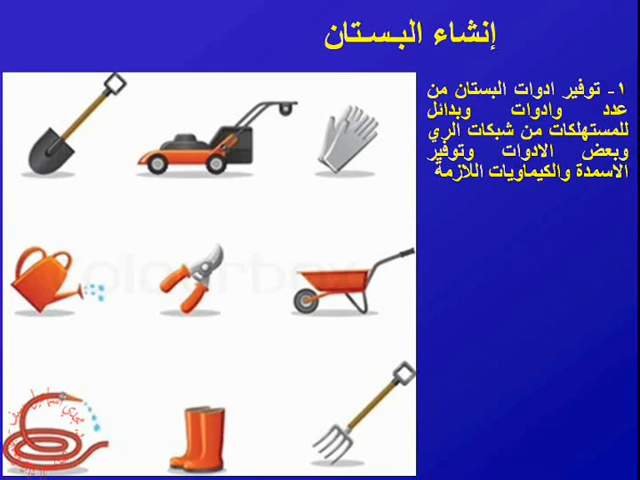 إنشاء البستان
١- توفير ادوات البستان من
عدد وادوات وبدائل
للمستهلكات من شبكات الري
وبعض الادوات وتوفير
الاسمدة والكيماويات اللازمة